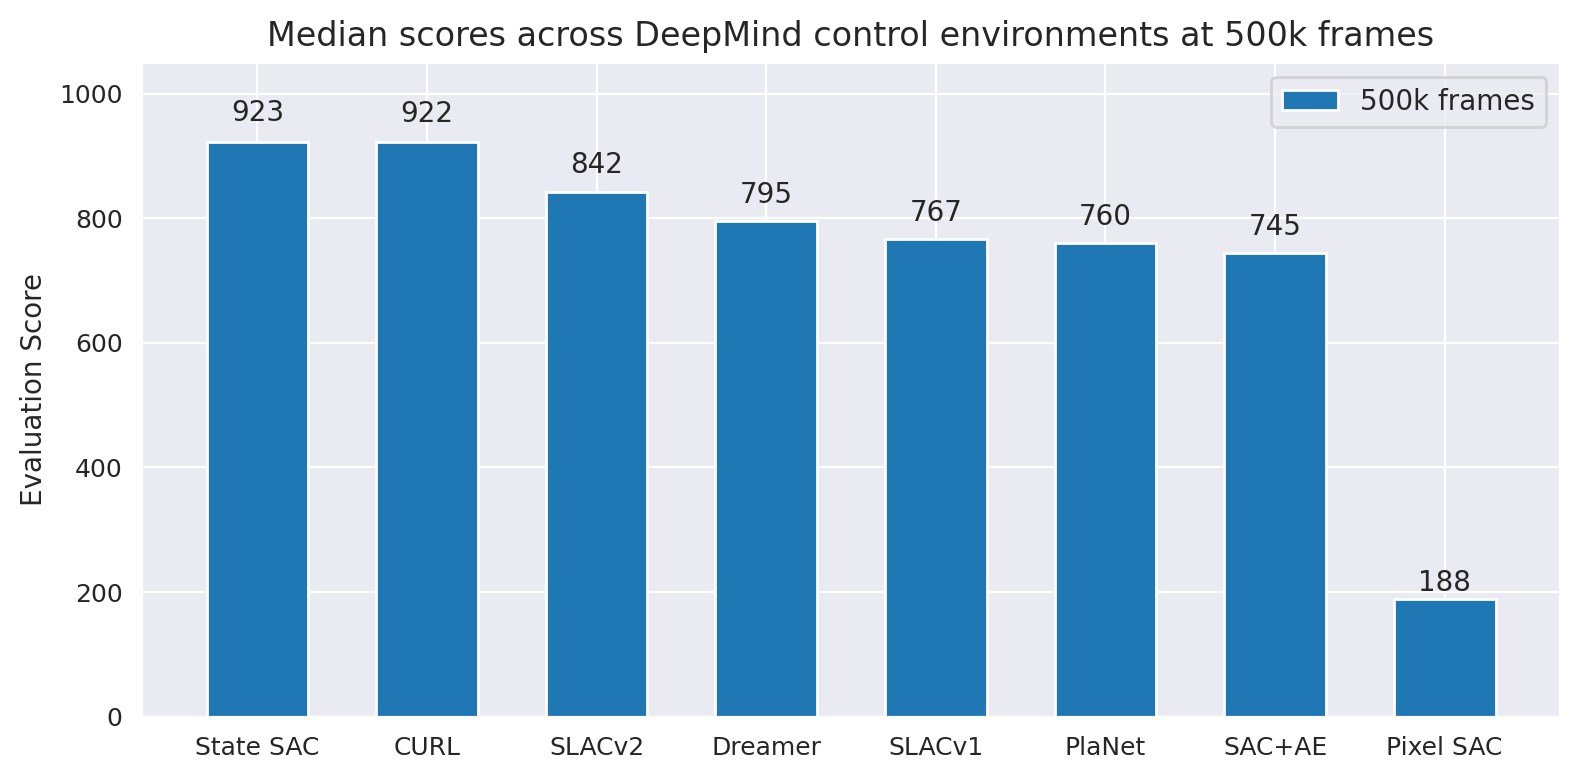 Median scores across DeepMind control environments at 500k frames
500k frames
Evaluation Score
1000
800
600
400
200
0
923
922
842
795
767
760
745
188
State SAC
CURL
SLACv2
Dreamer
SLACv1
PlaNet
SAC+AE
Pixel SAC